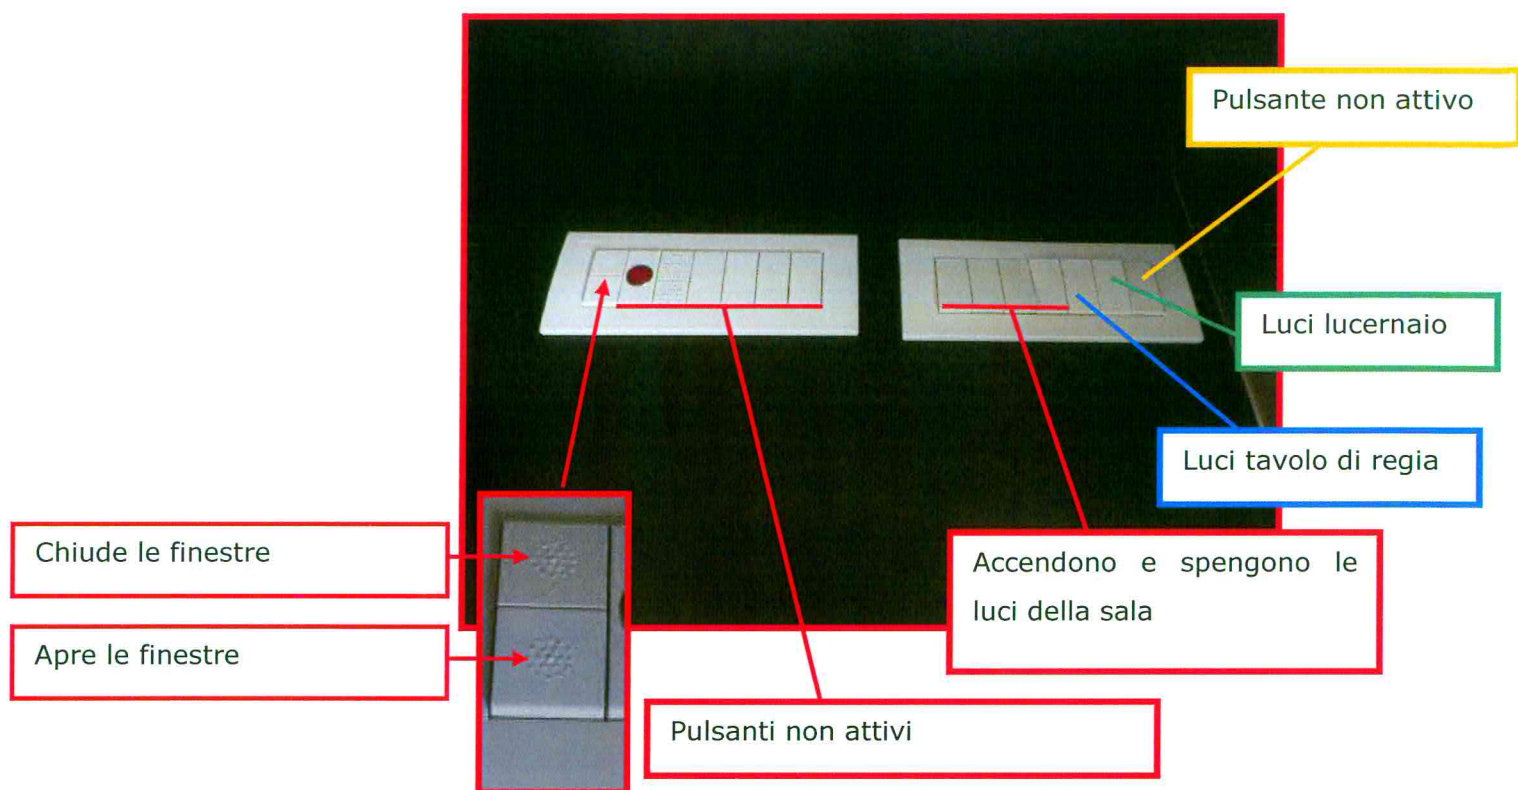 Pulsante non attivo
Luci lucernaio
Luci tavolo di regia
Chiude le finestre
Accendono e spengono le
luci della sala
Apre le finestre
Pulsanti non attivi